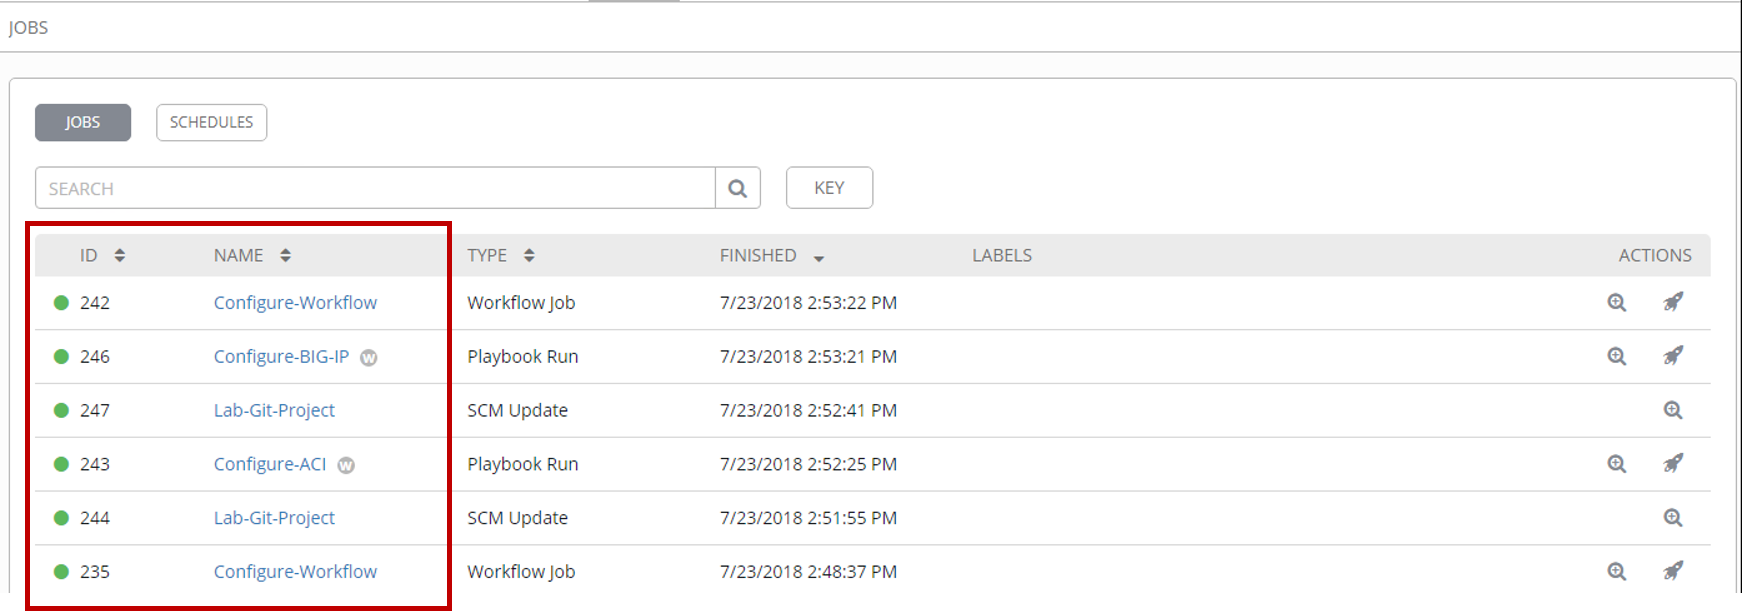 JOBS
JOBS SCHEDULES
SEARCH KEY
ID NAME TYPE FINISHED LABELS ACTIONS
242 Configure-Workflow Workflow Job 7/23/2018 2:53:22 PM
246 Configure-BIG-IP W Playbook Run 7/23/2018 2:53:21 PM
247 Lab-Git-Project SCM Update 7/23/2018 2:52:41 PM
243 Configure-ACI W Playbook Run 7/23/2018 2:52:25 PM
244 Lab-Git-Project SCM Update 7/23/2018 2:51:55 PM
235 Configure-Workflow Workflow Job 7/23/2018 2:48:37 PM